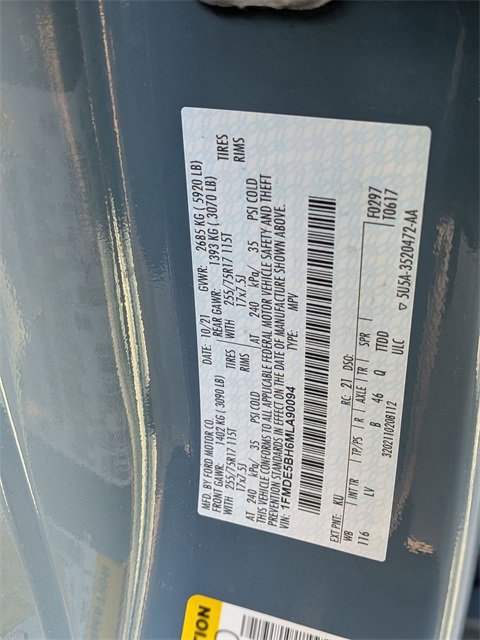 MFD. BY FORD MOTOR CO.
DATE: 10/21 GVWR: 2685 KG ( 5920 LB)
FRONT GAWR: 1402 KG (3090 LB) REAR GAWR: 1393 KG ( 3070 LB)
WITH 255/75R17 115T TIRES WITH 255/75R17 115T TIRES
17x7.5J RIMS 17x7.5J RIMS
AT 240 kPa/ 35 PSI COLD AT 240 kPa/ 35 PSI COLD
THIS VEHICLE CONFORMS TO ALL APPLICABLE FEDERAL MOTOR VEHICLE SAFETY AND THEFT
PREVENTION STANDARDS IN EFFECT ON THE DATE OF MANUFACTURE SHOWN ABOVE.
VIN: 1FMDE5BH6MLA90094 TYPE: MPV
EXT PNT: KU RC: 21 DSO: F0297
WB INT TR TP/PS R AXLE TR SPR T0617
116 LV B 46 Q TTDD
ULC
32021102081 12 5U5A-3520472-AA
TION